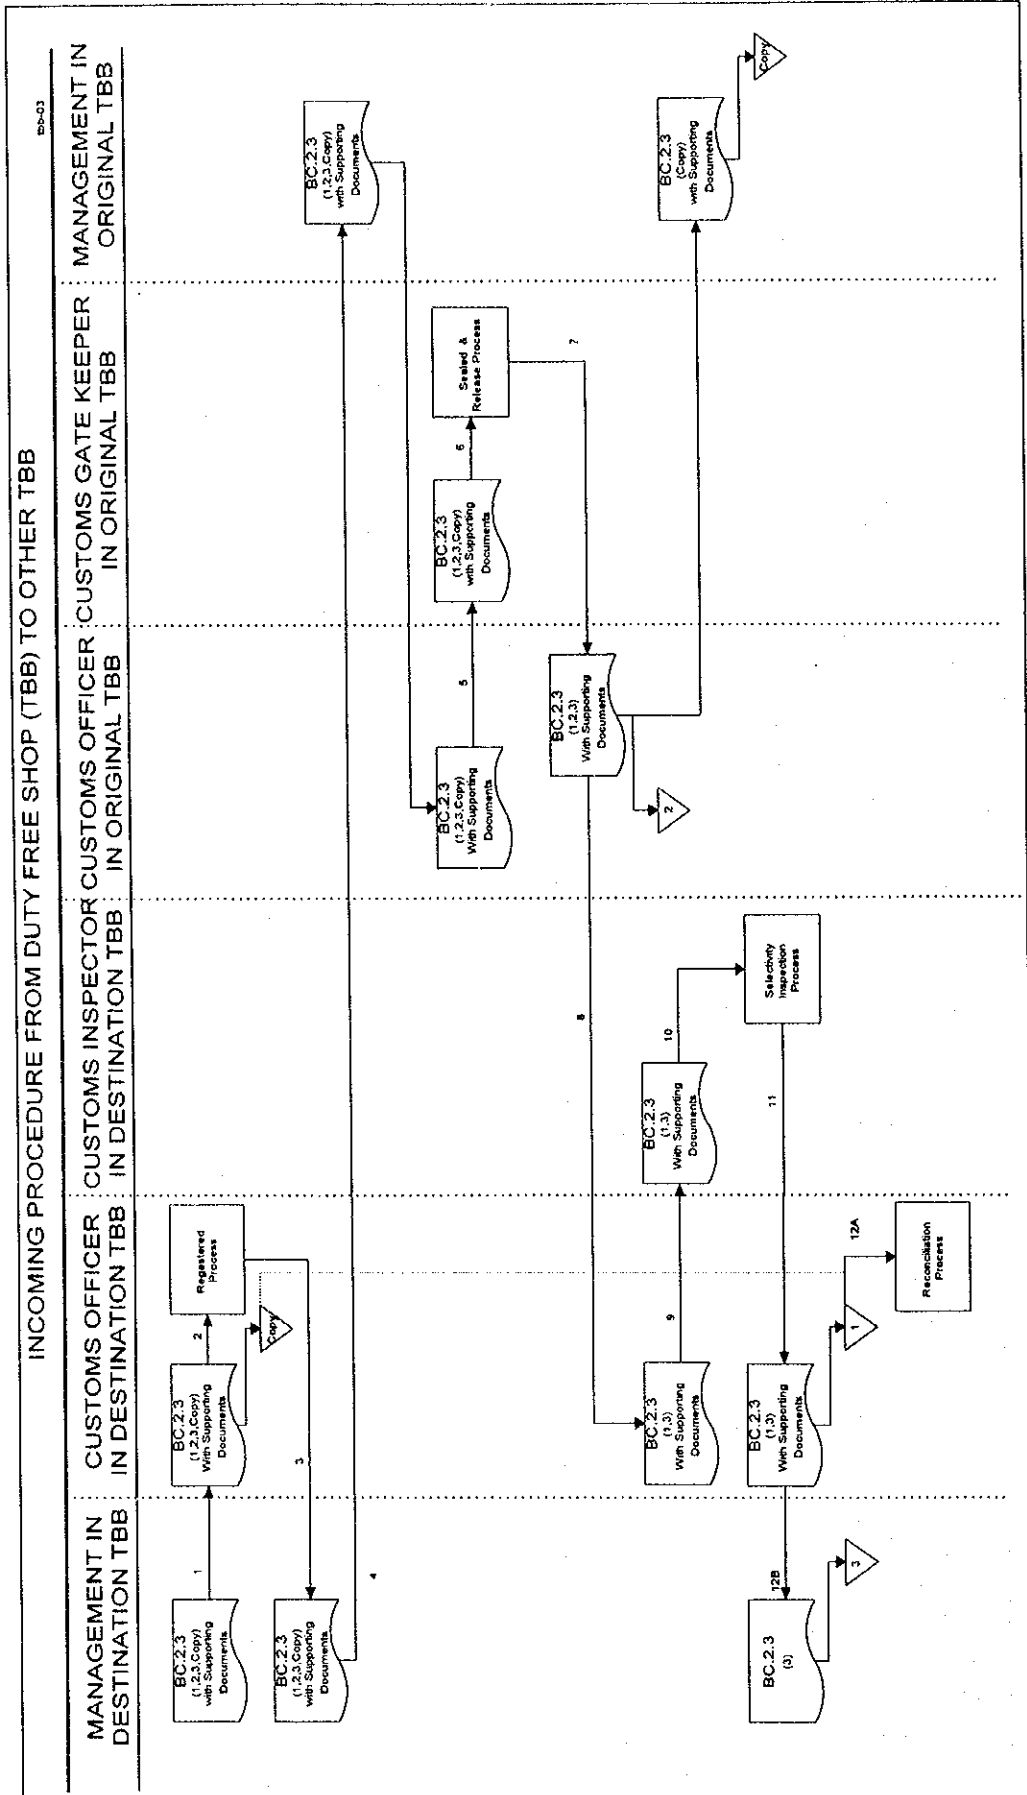 INCOMING PROCEDURE FROM DUTY FREE SHOP (TBB) TO OTHER TBB
tbb-03
MANAGEMENT IN
DESTINATION TBB
CUSTOMS OFFICER
IN DESTINATION TBB
CUSTOMS INSPECTOR
IN DESTINATION TBB
CUSTOMS OFFICER
IN ORIGINAL TBB
CUSTOMS GATE KEEPER
IN ORIGINAL TBB
MANAGEMENT IN
ORIGINAL TBB
BC.2.3
(1,2,3,Copy)
with Supporting
Documents
1
BC.2.3
(1,2,3,Copy)
With Supporting
Documents
2
Regestered
Process
Copy
3
BC.2.3
(1,2,3,Copy)
with Supporting
Documents
4
BC.2.3
(1,2,3,Copy)
with Supporting
Documents
BC.2.3
(1,2,3,Copy)
With Supporting
Documents
5
BC.2.3
(1,2,3,Copy)
with Supporting
Documents
6
Sealed &
Release Process
7
BC.2.3
(1,2,3)
With Supporting
Documents
2
BC.2.3
(Copy)
with Supporting
Documents
Copy
8
BC.2.3
(1,3)
With Supporting
Documents
9
BC.2.3
(1,3)
With Supporting
Documents
10
Selectivity
Inspection
Process
11
BC.2.3
(1,3)
With Supporting
Documents
1
12A
Reconciliation
Process
12B
BC.2.3
(3)
3